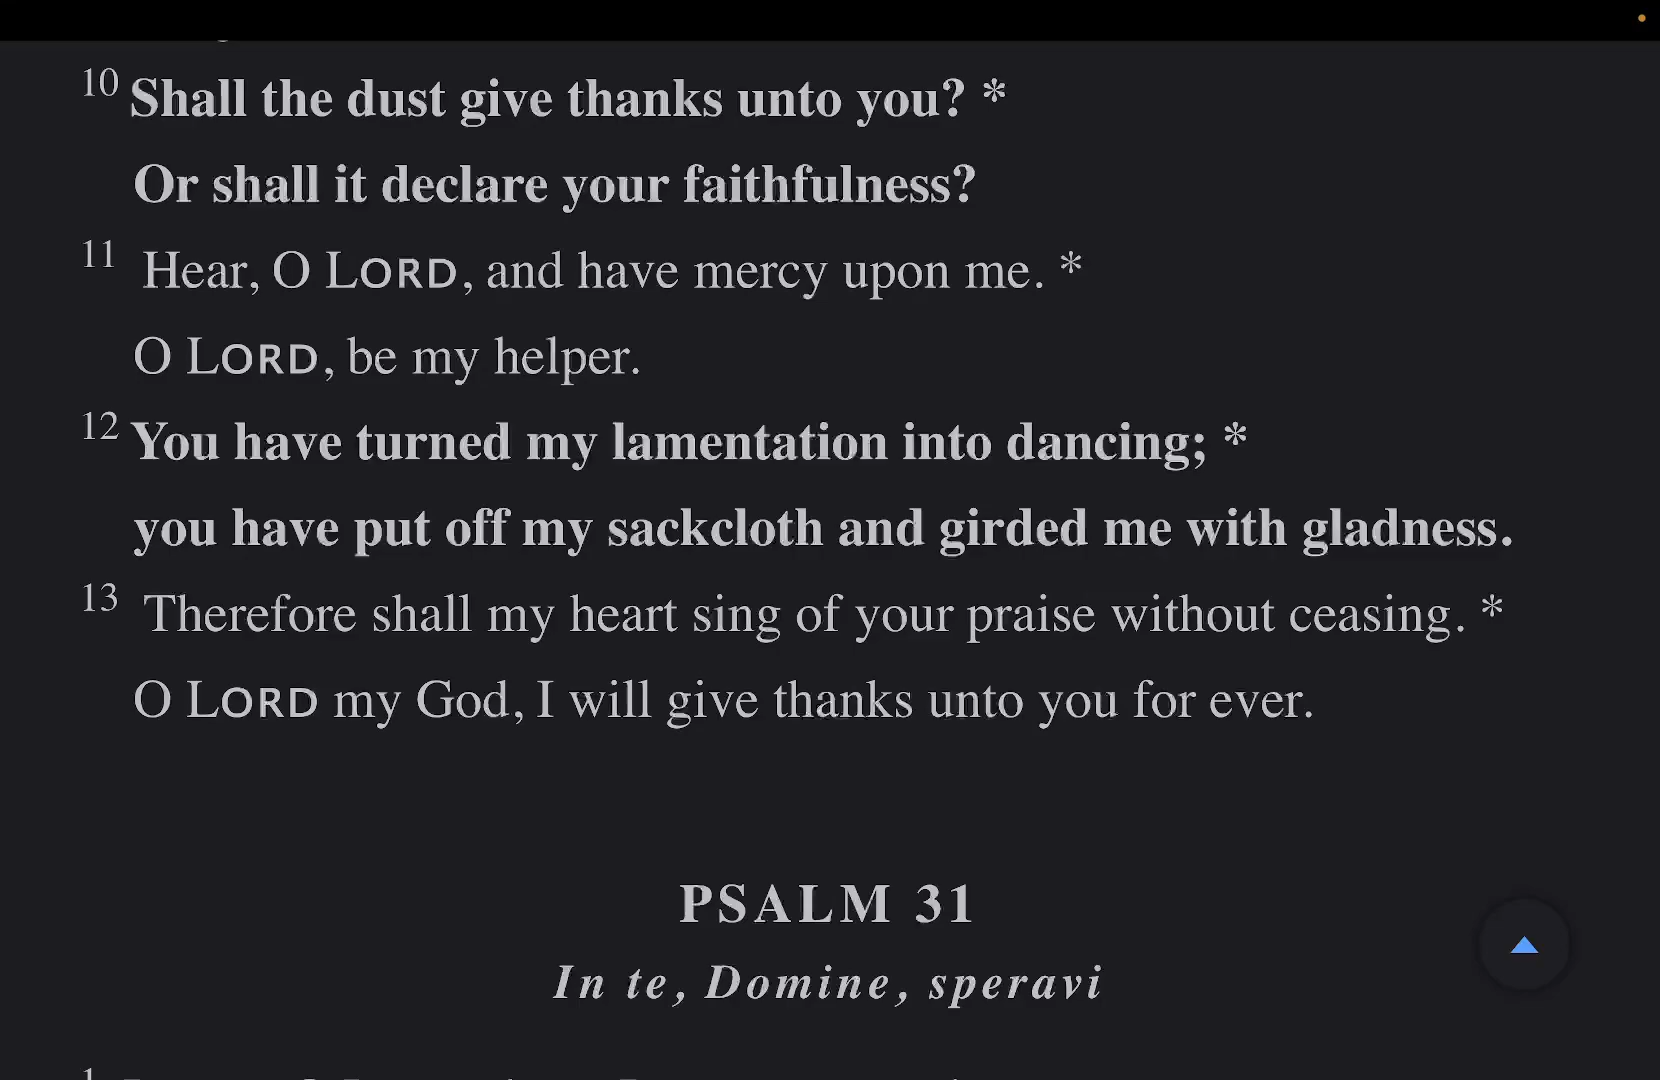 10 Shall the dust give thanks unto you? *
Or shall it declare your faithfulness?
11 Hear, O LORD, and have mercy upon me. *
O LORD, be my helper.
12 You have turned my lamentation into dancing; *
you have put off my sackcloth and girded me with gladness.
13 Therefore shall my heart sing of your praise without ceasing. *
O LORD my God, I will give thanks unto you for ever.
PSALM 31
In te, Domine, speravi
1